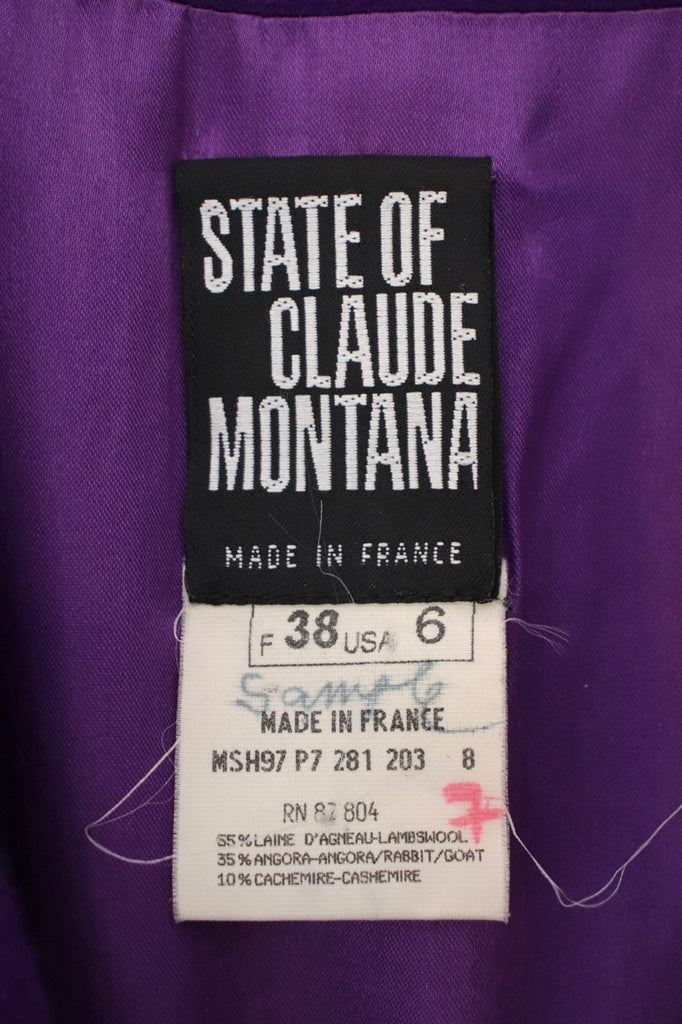 STATE OF
CLAUDE
MONTANA
MADE IN FRANCE
F 38 USA 6
Sample
MADE IN FRANCE
MSH97 P7 281 203 8
7
RN 87 804
55% LAINE D'AGNEAU-LAMBSWOOL
35% ANGORA-ANGORA/RABBIT/GOAT
10% CACHEMIRE-CASHEMIRE